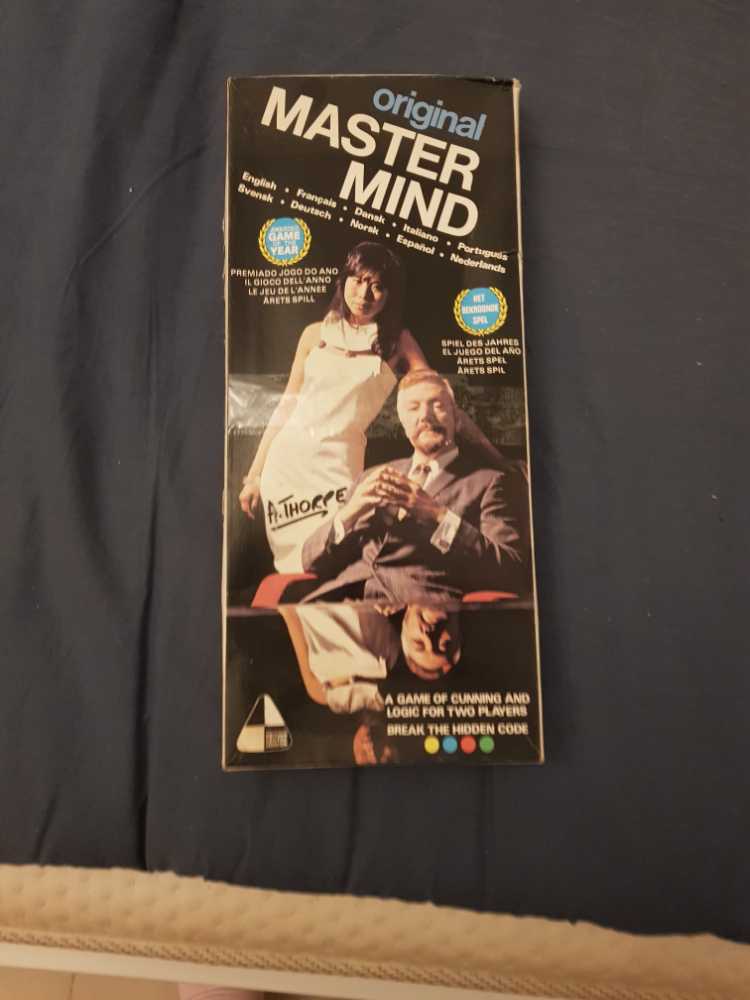 original
MASTER
MIND
English • Français • Dansk • Italiano • Português
Svensk • Deutsch • Norsk • Español • Nederlands
AWARDED
GAME
OF THE
YEAR
PREMIADO JOGO DO ANO
IL GIOCO DELL'ANNO
LE JEU DE L'ANNEE
ÅRETS SPILL
HET
BEKROONDE
SPEL
SPIEL DES JAHRES
EL JUEGO DEL AÑO
ÅRETS SPEL
ÅRETS SPIL
A.THORPE
A GAME OF CUNNING AND
LOGIC FOR TWO PLAYERS
BREAK THE HIDDEN CODE